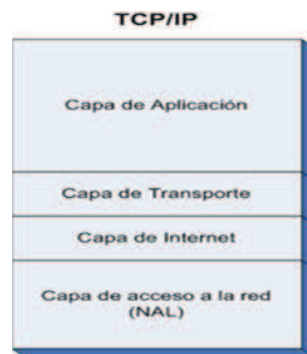 TCP/IP
Capa de Aplicación
Capa de Transporte
Capa de Internet
Capa de acceso a la red
(NAL)